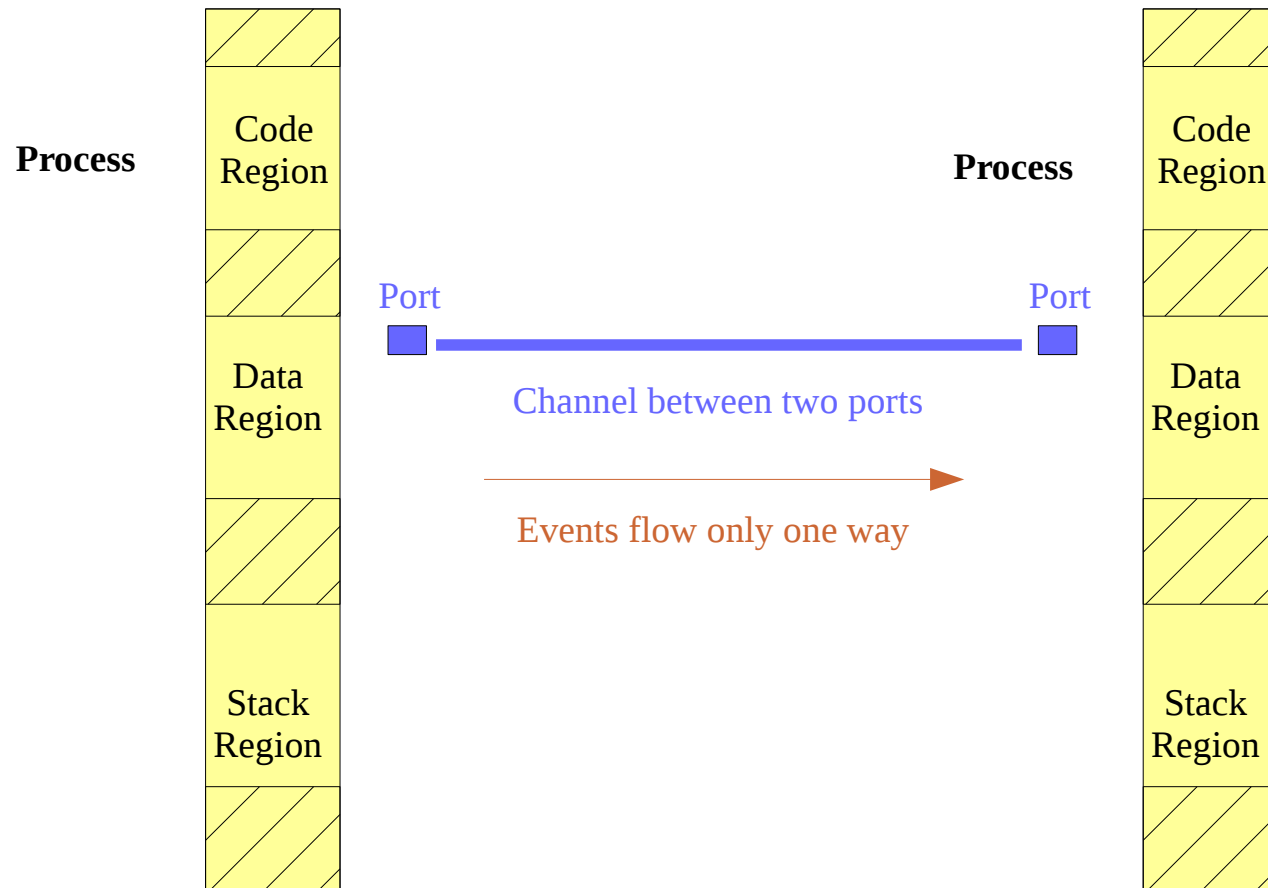 Process
Code
Region
Data
Region
Stack
Region
Port
Channel between two ports
Events flow only one way
Port
Process
Code
Region
Data
Region
Stack
Region